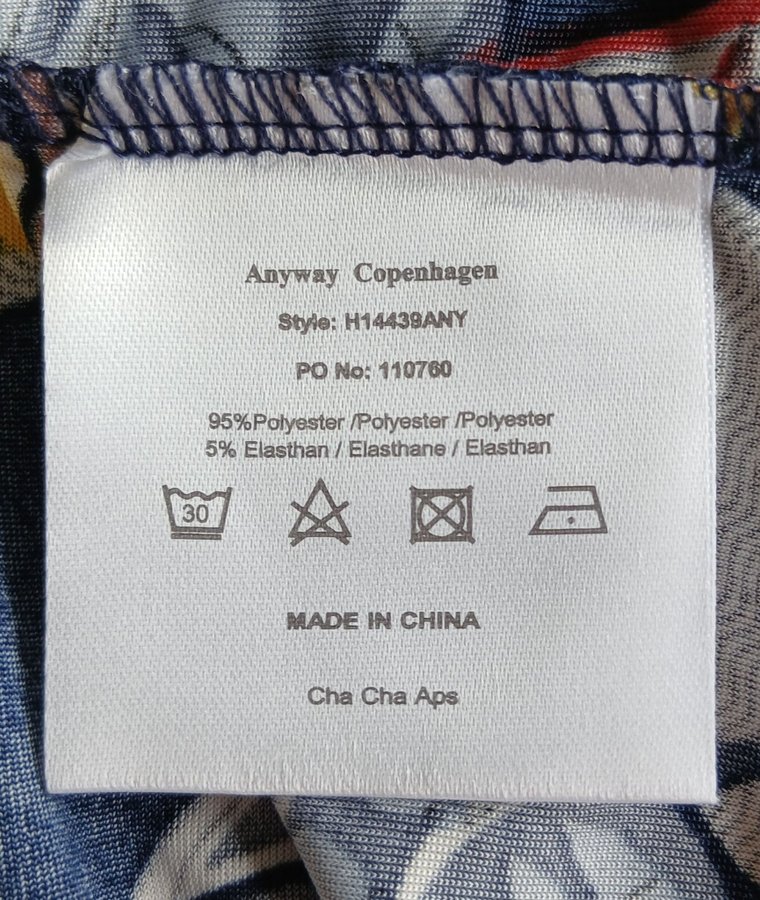 Anyway Copenhagen
Style: H14439ANY
PO No: 110760
95%Polyester /Polyester /Polyester
5% Elasthan / Elasthane / Elasthan
30
MADE IN CHINA
Cha Cha Aps